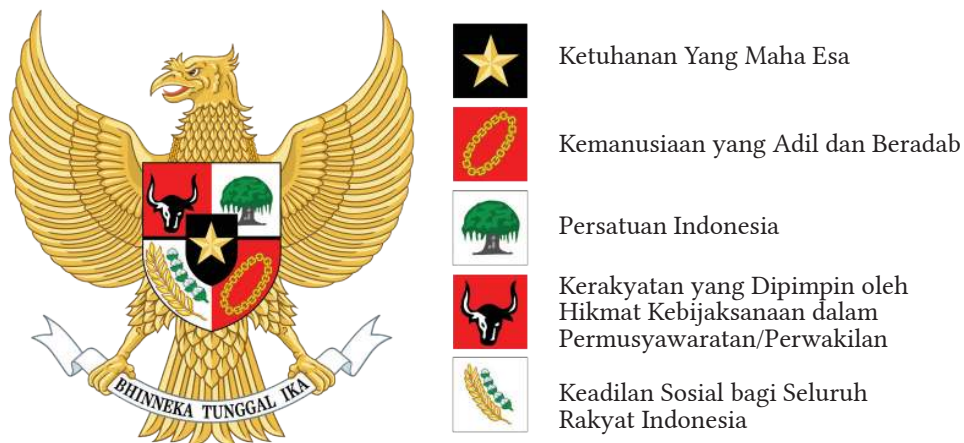 Ketuhanan Yang Maha Esa
Kemanusiaan yang Adil dan Beradab
Persatuan Indonesia
Kerakyatan yang Dipimpin oleh
Hikmat Kebijaksanaan dalam
Permusyawaratan/Perwakilan
Keadilan Sosial bagi Seluruh
Rakyat Indonesia
BHINNEKA TUNGGAL IKA